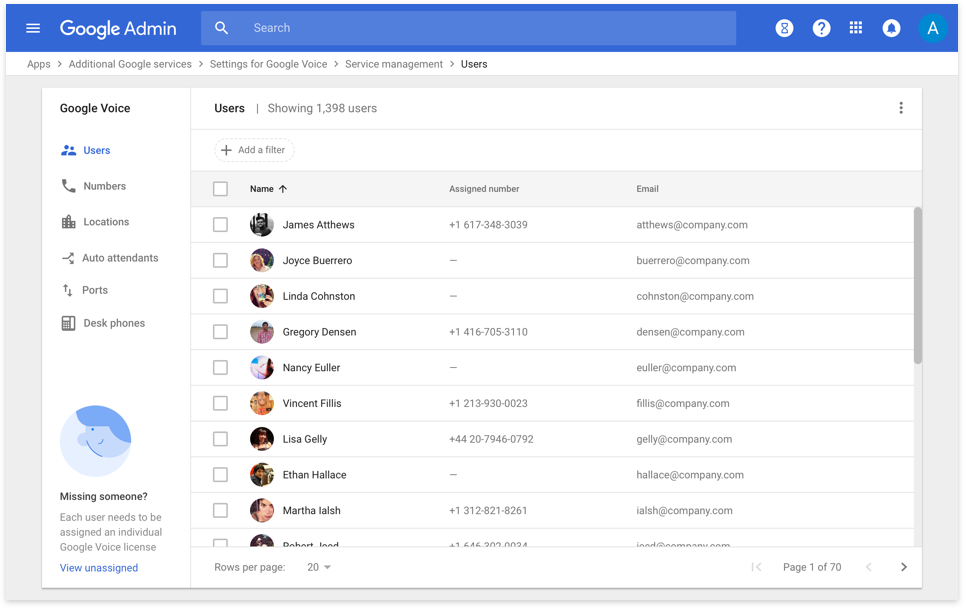 Google Admin
Search
A
Apps > Additional Google services > Settings for Google Voice > Service management > Users
Google Voice
Users
Numbers
Locations
Auto attendants
Ports
Desk phones
Missing someone?
Each user needs to be
assigned an individual
Google Voice license
View unassigned
Users | Showing 1,398 users
Add a filter
Name Assigned number Email
James Atthews +1 617-348-3039 atthews@company.com
Joyce Buerrero – buerrero@company.com
Linda Cohnston – cohnston@company.com
Gregory Densen +1 416-705-3110 densen@company.com
Nancy Euller – euller@company.com
Vincent Fillis +1 213-930-0023 fillis@company.com
Lisa Gelly +44 20-7946-0792 gelly@company.com
Ethan Hallace – hallace@company.com
Martha Ialsh +1 312-821-8261 ialsh@company.com
Robert +1 646-302-0034
Rows per page: 20 Page 1 of 70